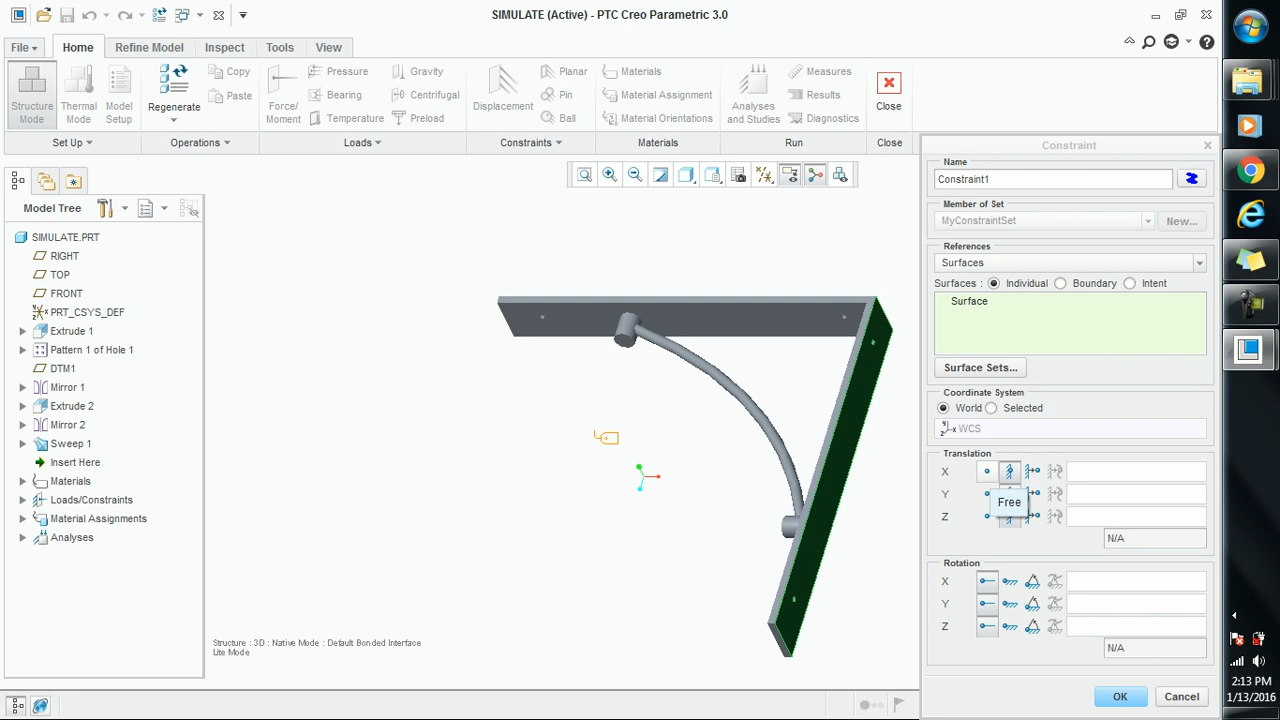 SIMULATE (Active) - PTC Creo Parametric 3.0
File
Home
Refine Model
Inspect
Analysis
Tools
View
Structure Mode
Thermal Mode
Model Setup
Set Up
Regenerate
Copy
Paste
Operations
Force/Moment
Pressure
Bearing
Temperature
Gravity
Centrifugal
Preload
Loads
Displacement
Planar
Pin
Ball
Constraints
Materials
Material Assignment
Material Orientations
Materials
Analyses and Studies
Measures
Results
Diagnostics
Run
Close
Close
Model Tree
SIMULATE.PRT
RIGHT
TOP
FRONT
PRT_CSYS_DEF
Extrude 1
Pattern 1 of Hole 1
DTM1
Mirror 1
Extrude 2
Mirror 2
Sweep 1
Insert Here
Materials
Loads/Constraints
Material Assignments
Analyses
Structure : 3D : Native Mode : Default Bonded Interface
Lite Mode
Constraint
Name
Constraint1
Member of Set
MyConstraintSet
New...
References
Surfaces
Surfaces :
Individual
Boundary
Intent
Surface
Surface Sets...
Coordinate System
World
Selected
WCS
Translation
X
Y
Free
Z
N/A
Rotation
X
Y
Z
N/A
OK
Cancel
2:13 PM
1/13/2016